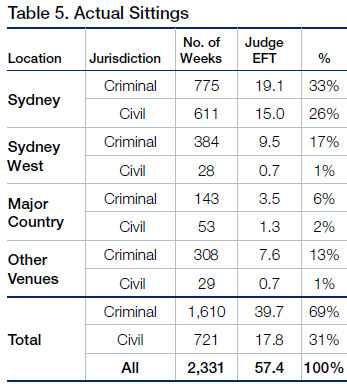 Table 5. Actual Sittings
Location Jurisdiction No. of Weeks Judge EFT %
Sydney Criminal 775 19.1 33%
Civil 611 15.0 26%
Sydney West Criminal 384 9.5 17%
Civil 28 0.7 1%
Major Country Criminal 143 3.5 6%
Civil 53 1.3 2%
Other Venues Criminal 308 7.6 13%
Civil 29 0.7 1%
Total Criminal 1,610 39.7 69%
Civil 721 17.8 31%
All 2,331 57.4 100%